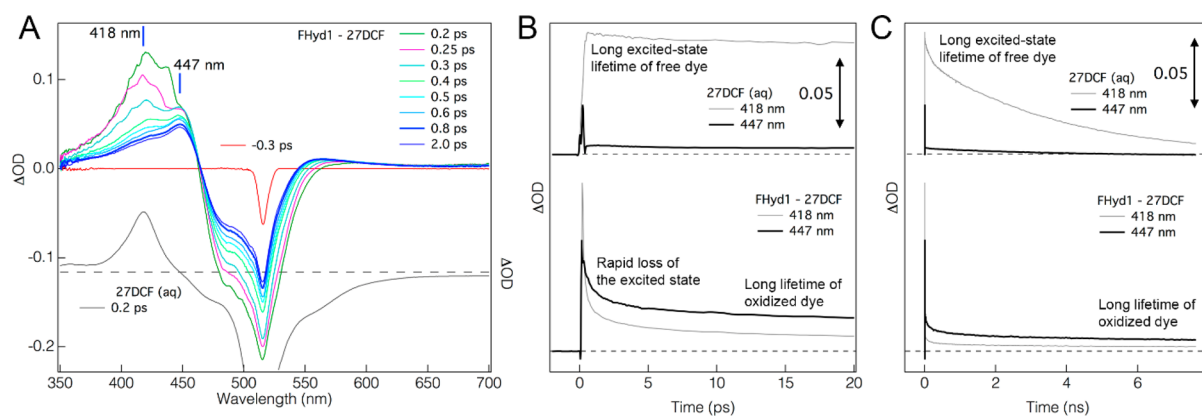 A
418 nm
447 nm
FHyd1 - 27DCF
0.2 ps
0.25 ps
0.3 ps
0.4 ps
0.5 ps
0.6 ps
0.8 ps
2.0 ps
-0.3 ps
27DCF (aq)
0.2 ps
0.1
0.0
-0.1
-0.2
ΔOD
ΔOD
350
400
450
500
550
600
650
700
Wavelength (nm)
B
Long excited-state
lifetime of free dye
0.05
27DCF (aq)
418 nm
447 nm
FHyd1 - 27DCF
418 nm
447 nm
Rapid loss of
the excited state
Long lifetime of
oxidized dye
0
5
10
15
20
Time (ps)
C
Long excited-state
lifetime of free dye
0.05
27DCF (aq)
418 nm
447 nm
ΔOD
FHyd1 - 27DCF
418 nm
447 nm
Long lifetime of
oxidized dye
0
2
4
6
Time (ns)